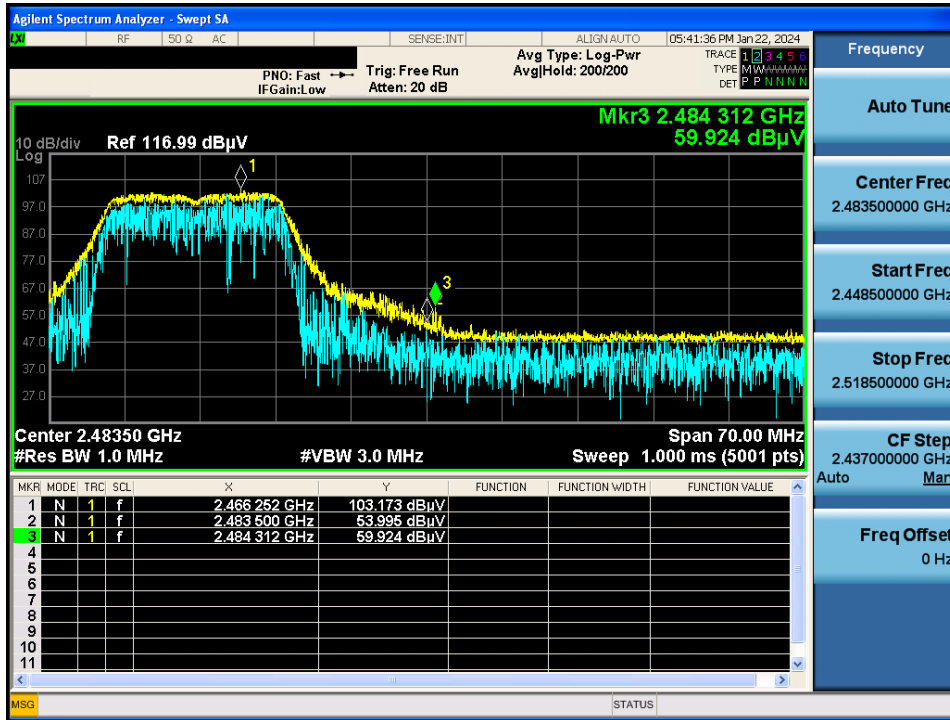 Agilent Spectrum Analyzer - Swept SA
LXI RF 50 Ω AC SENSE:INT ALIGN AUTO 05:41:36 PM Jan 22, 2024
PNO: Fast
IFGain:Low
Trig: Free Run
Atten: 20 dB
Avg Type: Log-Pwr
Avg|Hold: 200/200
TRACE 1 2 3 4 5 6
TYPE M W W W W W
DET P P N N N N
Mkr3 2.484 312 GHz
59.924 dBµV
10 dB/div Ref 116.99 dBµV
Log
107
97.0
87.0
77.0
67.0
57.0
47.0
37.0
27.0
1
2
3
Center 2.48350 GHz Span 70.00 MHz
#Res BW 1.0 MHz #VBW 3.0 MHz Sweep 1.000 ms (5001 pts)
MKR MODE TRC SCL X Y FUNCTION FUNCTION WIDTH FUNCTION VALUE
1 N 1 f 2.466 252 GHz 103.173 dBµV
2 N 1 f 2.483 500 GHz 53.995 dBµV
3 N 1 f 2.484 312 GHz 59.924 dBµV
4
5
6
7
8
9
10
11
MSG STATUS
Frequency
Auto Tune
Center Freq
2.483500000 GHz
Start Freq
2.448500000 GHz
Stop Freq
2.518500000 GHz
CF Step
2.437000000 GHz
Auto Man
Freq Offset
0 Hz